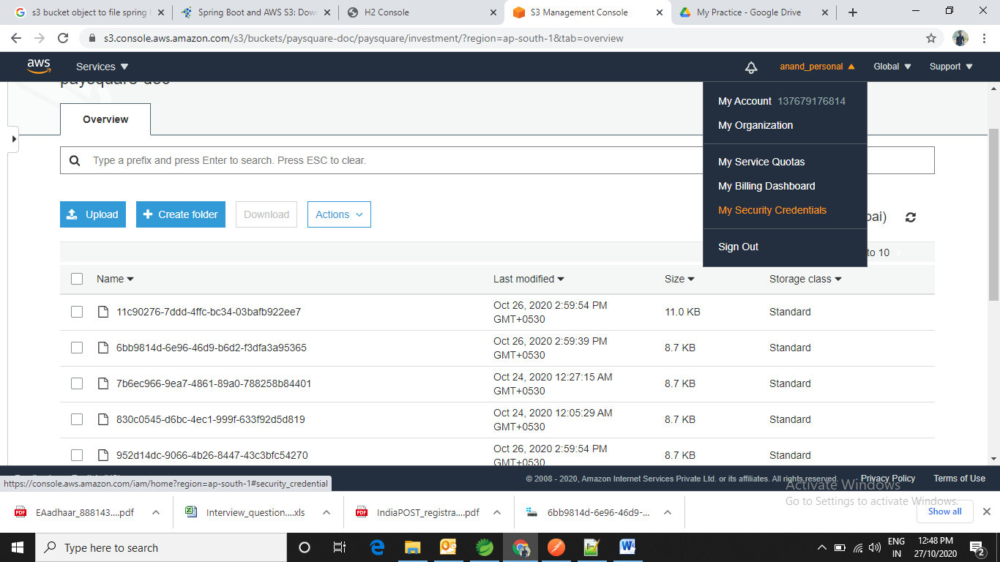 s3 bucket object to file spring
Spring Boot and AWS S3: Dow
H2 Console
S3 Management Console
My Practice - Google Drive
s3.console.aws.amazon.com/s3/buckets/paysquare-doc/paysquare/investment/?region=ap-south-1&tab=overview
aws
Services
anand_personal
Global
Support
paysquare-doc
My Account 137679176814
My Organization
My Service Quotas
My Billing Dashboard
My Security Credentials
Sign Out
Overview
Type a prefix and press Enter to search. Press ESC to clear.
Upload
Create folder
Download
Actions
bai)
to 10
Name
Last modified
Size
Storage class
11c90276-7ddd-4ffc-bc34-03bafb922ee7
Oct 26, 2020 2:59:54 PM
GMT+0530
11.0 KB
Standard
6bb9814d-6e96-46d9-b6d2-f3dfa3a95365
Oct 26, 2020 2:59:39 PM
GMT+0530
8.7 KB
Standard
7b6ec966-9ea7-4861-89a0-788258b84401
Oct 24, 2020 12:27:15 AM
GMT+0530
8.7 KB
Standard
830c0545-d6bc-4ec1-999f-633f92d5d819
Oct 24, 2020 12:05:29 AM
GMT+0530
8.7 KB
Standard
952d14dc-9066-4b26-8447-43c3bfc54270
Oct 26, 2020 2:59:54 PM
GMT+0530
8.7 KB
Standard
https://console.aws.amazon.com/iam/home?region=ap-south-1#security_credential
© 2008 - 2020, Amazon Internet Services Private Ltd. or its affiliates. All rights reserved.
Privacy Policy
Terms of Use
Activate Windows
Go to Settings to activate Windows.
EAadhaar_888143....pdf
Interview_question....xls
IndiaPOST_registra....pdf
6bb9814d-6e96-46d9-...
Show all
Type here to search
ENG
IN
12:48 PM
27/10/2020
2